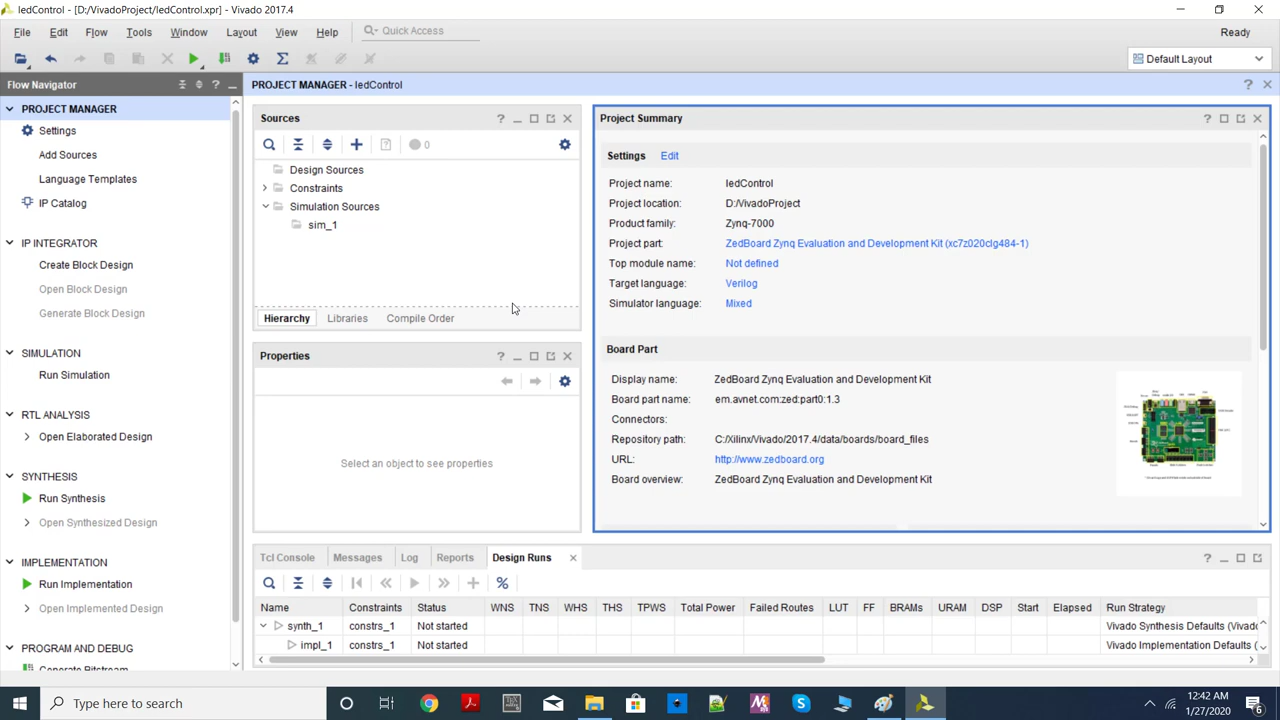 ledControl - [D:/VivadoProject/ledControl.xpr] - Vivado 2017.4
File Edit Flow Tools Window Layout View Help Quick Access
Ready
Default Layout
Flow Navigator
PROJECT MANAGER
Settings
Add Sources
Language Templates
IP Catalog
IP INTEGRATOR
Create Block Design
Open Block Design
Generate Block Design
SIMULATION
Run Simulation
RTL ANALYSIS
Open Elaborated Design
SYNTHESIS
Run Synthesis
Open Synthesized Design
IMPLEMENTATION
Run Implementation
Open Implemented Design
PROGRAM AND DEBUG
Generate Bitstream
PROJECT MANAGER - ledControl
Sources
0
Design Sources
Constraints
Simulation Sources
sim_1
Hierarchy Libraries Compile Order
Properties
Select an object to see properties
Project Summary
Settings Edit
Project name: ledControl
Project location: D:/VivadoProject
Product family: Zynq-7000
Project part: ZedBoard Zynq Evaluation and Development Kit (xc7z020clg484-1)
Top module name: Not defined
Target language: Verilog
Simulator language: Mixed
Board Part
Display name: ZedBoard Zynq Evaluation and Development Kit
Board part name: em.avnet.com:zed:part0:1.3
Connectors:
Repository path: C:/Xilinx/Vivado/2017.4/data/boards/board_files
URL: http://www.zedboard.org
Board overview: ZedBoard Zynq Evaluation and Development Kit
Tcl Console Messages Log Reports Design Runs
Name Constraints Status WNS TNS WHS THS TPWS Total Power Failed Routes LUT FF BRAMs URAM DSP Start Elapsed Run Strategy
synth_1 constrs_1 Not started Vivado Synthesis Defaults (Vivado
impl_1 constrs_1 Not started Vivado Implementation Defaults (
Type here to search
12:42 AM
1/27/2020
6